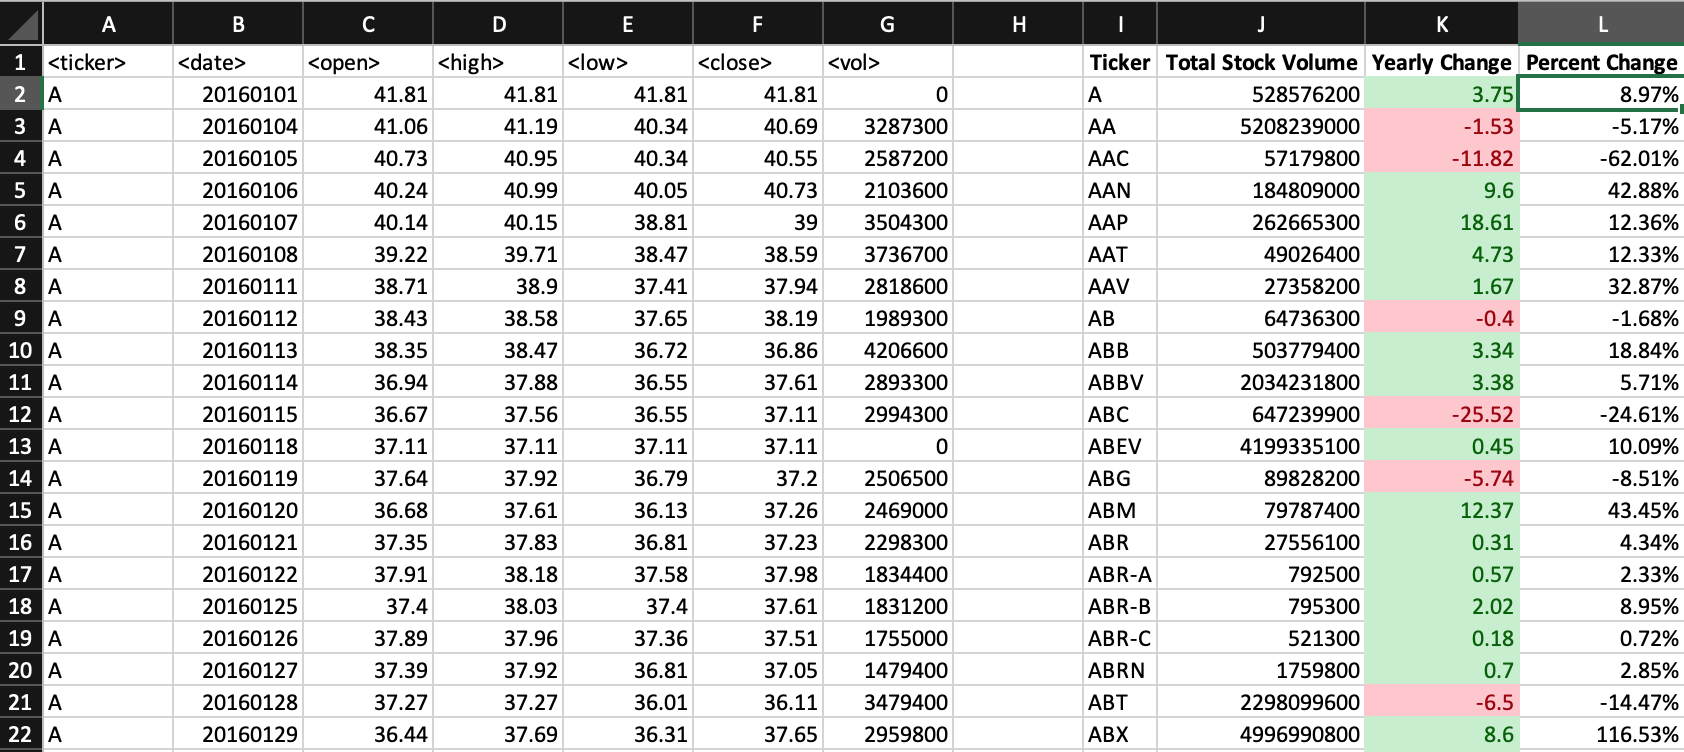 A B C D E F G H I J K L
1 <ticker> <date> <open> <high> <low> <close> <vol> Ticker Total Stock Volume Yearly Change Percent Change
2 A 20160101 41.81 41.81 41.81 41.81 0 A 528576200 3.75 8.97%
3 A 20160104 41.06 41.19 40.34 40.69 3287300 AA 5208239000 -1.53 -5.17%
4 A 20160105 40.73 40.95 40.34 40.55 2587200 AAC 57179800 -11.82 -62.01%
5 A 20160106 40.24 40.99 40.05 40.73 2103600 AAN 184809000 9.6 42.88%
6 A 20160107 40.14 40.15 38.81 39 3504300 AAP 262665300 18.61 12.36%
7 A 20160108 39.22 39.71 38.47 38.59 3736700 AAT 49026400 4.73 12.33%
8 A 20160111 38.71 38.9 37.41 37.94 2818600 AAV 27358200 1.67 32.87%
9 A 20160112 38.43 38.58 37.65 38.19 1989300 AB 64736300 -0.4 -1.68%
10 A 20160113 38.35 38.47 36.72 36.86 4206600 ABB 503779400 3.34 18.84%
11 A 20160114 36.94 37.88 36.55 37.61 2893300 ABBV 2034231800 3.38 5.71%
12 A 20160115 36.67 37.56 36.55 37.11 2994300 ABC 647239900 -25.52 -24.61%
13 A 20160118 37.11 37.11 37.11 37.11 0 ABEV 4199335100 0.45 10.09%
14 A 20160119 37.64 37.92 36.79 37.2 2506500 ABG 89828200 -5.74 -8.51%
15 A 20160120 36.68 37.61 36.13 37.26 2469000 ABM 79787400 12.37 43.45%
16 A 20160121 37.35 37.83 36.81 37.23 2298300 ABR 27556100 0.31 4.34%
17 A 20160122 37.91 38.18 37.58 37.98 1834400 ABR-A 792500 0.57 2.33%
18 A 20160125 37.4 38.03 37.4 37.61 1831200 ABR-B 795300 2.02 8.95%
19 A 20160126 37.89 37.96 37.36 37.51 1755000 ABR-C 521300 0.18 0.72%
20 A 20160127 37.39 37.92 36.81 37.05 1479400 ABRN 1759800 0.7 2.85%
21 A 20160128 37.27 37.27 36.01 36.11 3479400 ABT 2298099600 -6.5 -14.47%
22 A 20160129 36.44 37.69 36.31 37.65 2959800 ABX 4996990800 8.6 116.53%